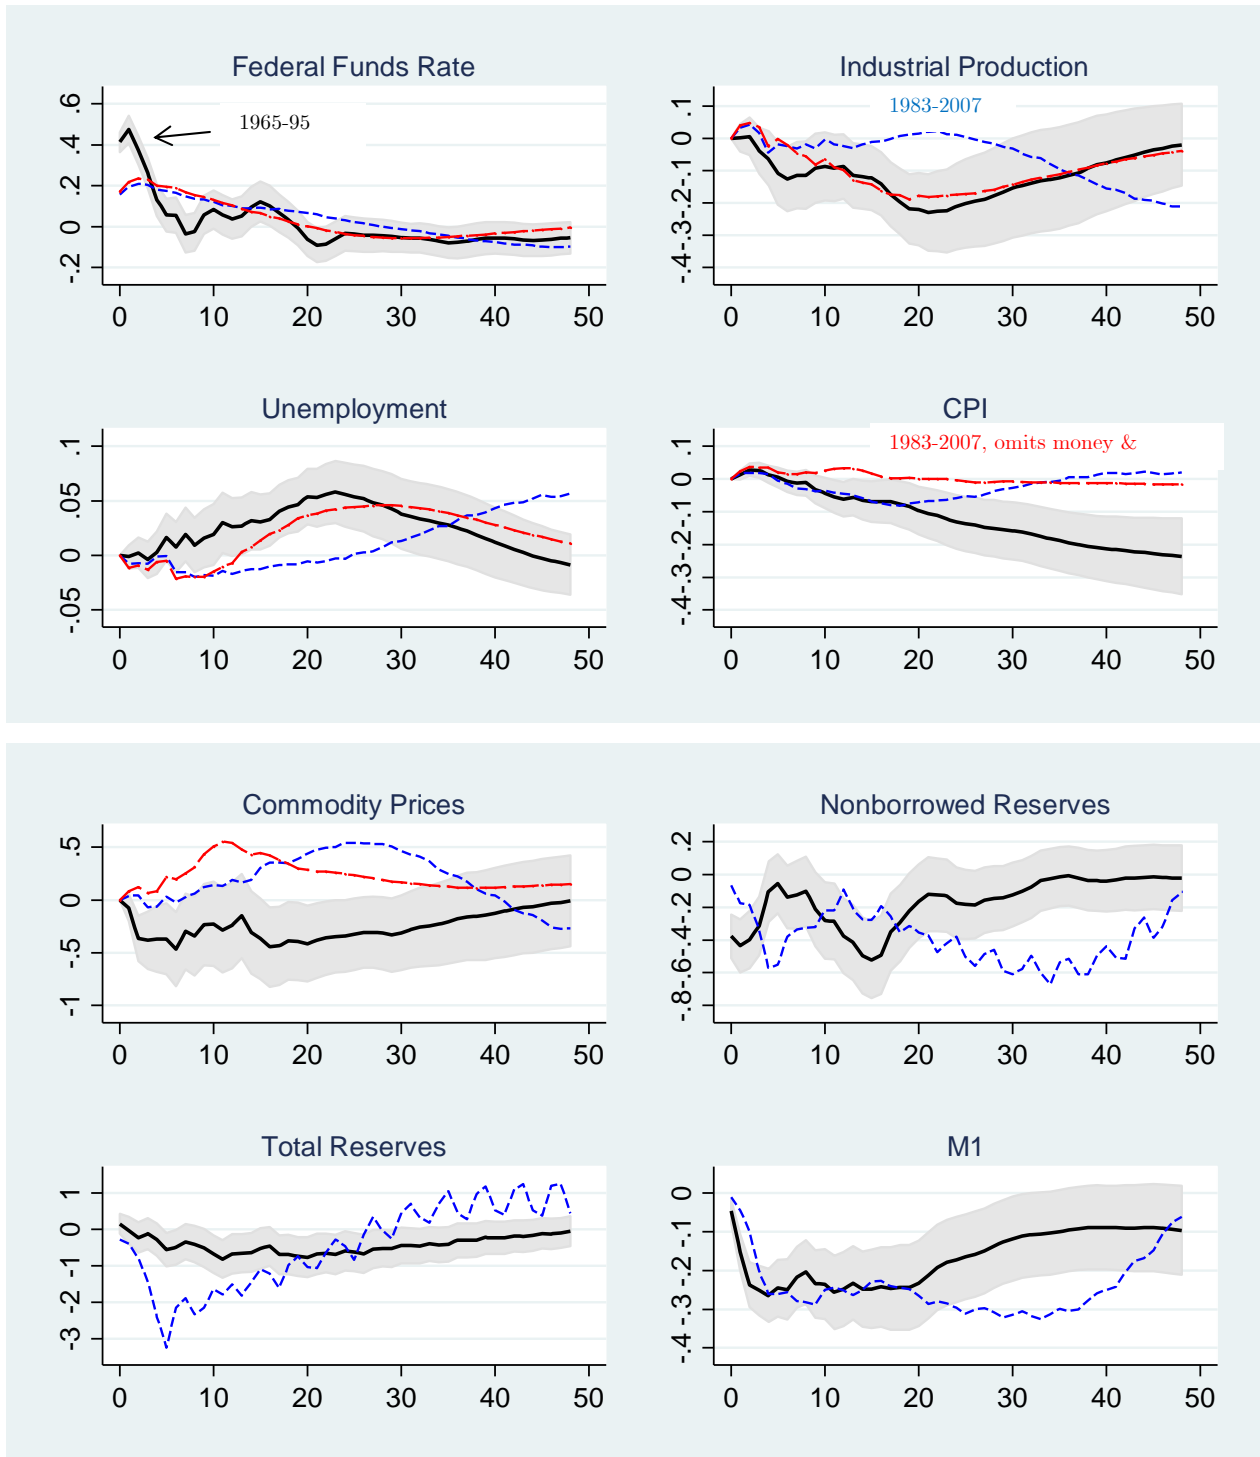 Federal Funds Rate
Industrial Production
.6
.4
.2
0
-.2
1965-95
0 10 20 30 40 50
.1
0
-.1
-.2
-.3
-.4
1983-2007
0 10 20 30 40 50
Unemployment
CPI
.1
.05
0
-.05
0 10 20 30 40 50
1983-2007, omits money &
.1
0
-.1
-.2
-.3
-.4
0 10 20 30 40 50
Commodity Prices
Nonborrowed Reserves
.5
0
-.5
-1
0 10 20 30 40 50
.2
0
-.2
-.4
-.6
-.8
0 10 20 30 40 50
Total Reserves
M1
1
0
-1
-2
-3
0 10 20 30 40 50
0
-.1
-.2
-.3
-.4
0 10 20 30 40 50